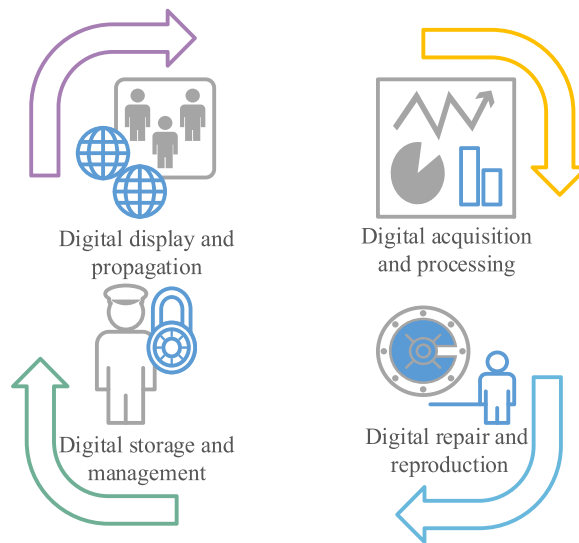 Digital display and
propagation
Digital acquisition
and processing
Digital storage and
management
Digital repair and
reproduction